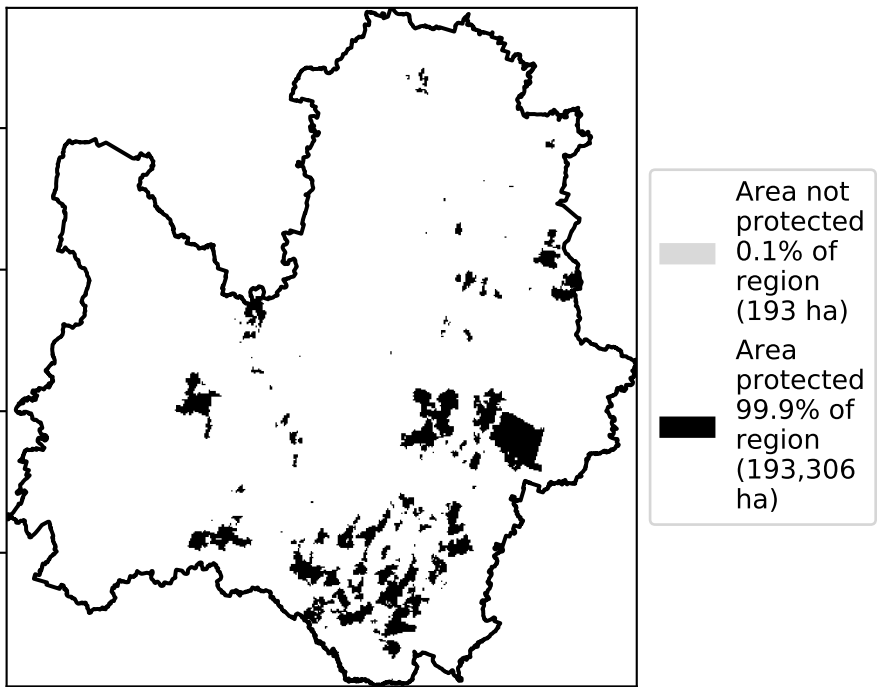 Area not
protected
0.1% of
region
(193 ha)
Area
protected
99.9% of
region
(193,306
ha)